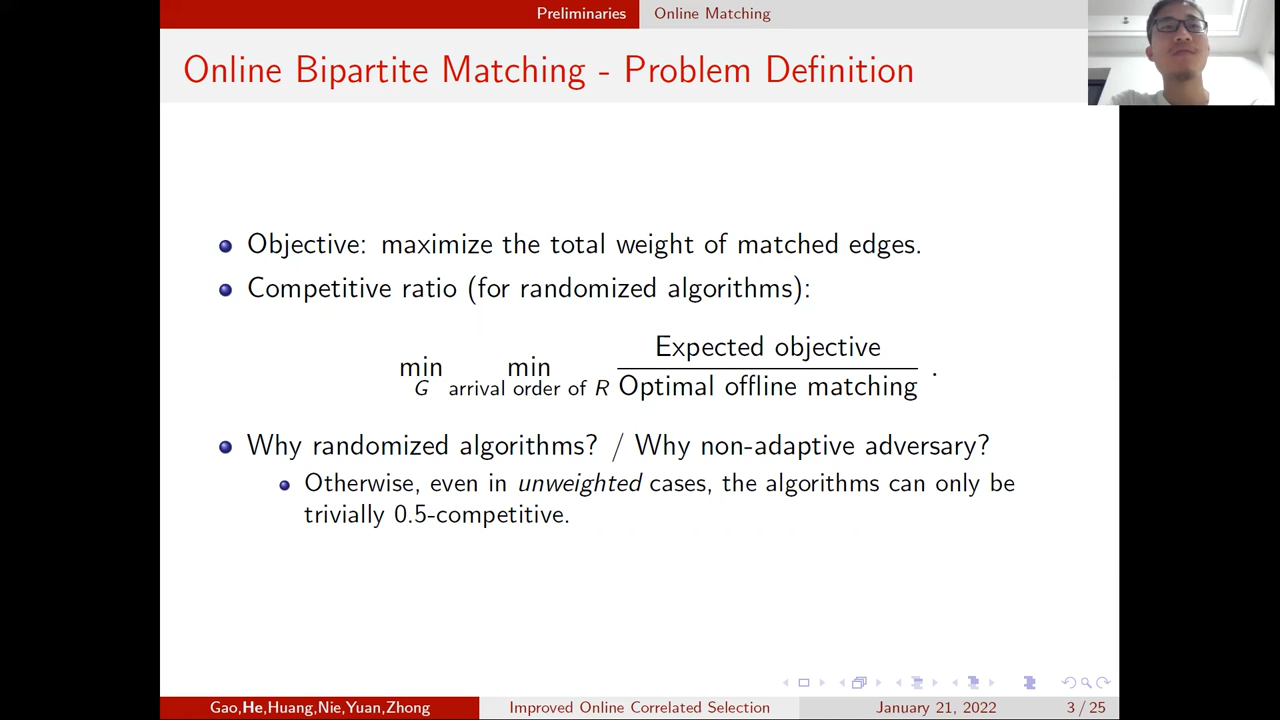 Preliminaries Online Matching
Online Bipartite Matching - Problem Definition
Objective: maximize the total weight of matched edges.
Competitive ratio (for randomized algorithms):
min min Expected objective
G arrival order of R Optimal offline matching .
Why randomized algorithms? / Why non-adaptive adversary?
Otherwise, even in unweighted cases, the algorithms can only be
trivially 0.5-competitive.
Gao,He,Huang,Nie,Yuan,Zhong Improved Online Correlated Selection January 21, 2022 3 / 25